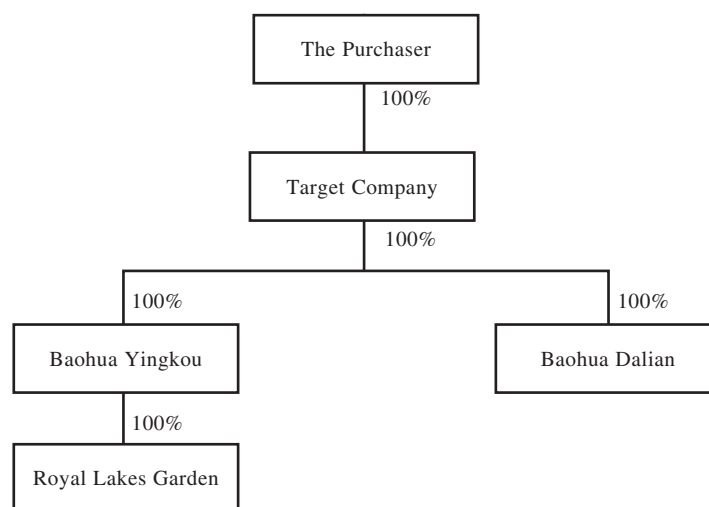 The Purchaser
100%
Target Company
100%
100%
100%
Baohua Yingkou
Baohua Dalian
100%
Royal Lakes Garden